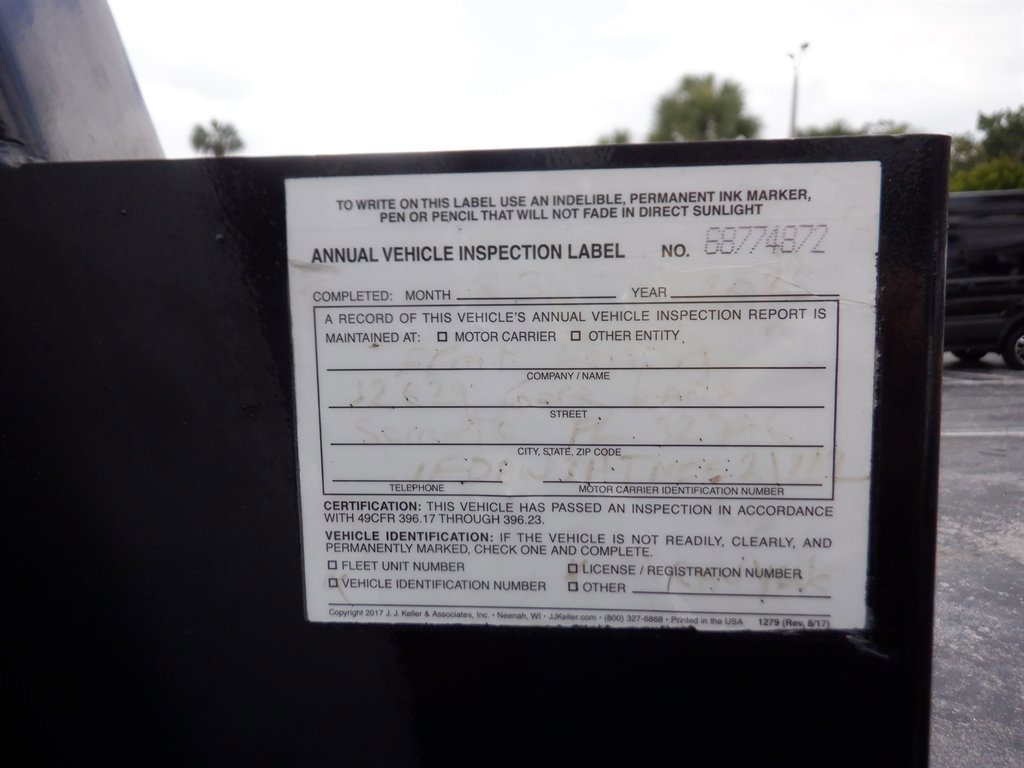 TO WRITE ON THIS LABEL USE AN INDELIBLE, PERMANENT INK MARKER,
PEN OR PENCIL THAT WILL NOT FADE IN DIRECT SUNLIGHT
ANNUAL VEHICLE INSPECTION LABEL NO. 68774872
COMPLETED: MONTH YEAR
A RECORD OF THIS VEHICLE'S ANNUAL VEHICLE INSPECTION REPORT IS
MAINTAINED AT: ☐ MOTOR CARRIER ☐ OTHER ENTITY
COMPANY / NAME
STREET
CITY, STATE, ZIP CODE
TELEPHONE MOTOR CARRIER IDENTIFICATION NUMBER
CERTIFICATION: THIS VEHICLE HAS PASSED AN INSPECTION IN ACCORDANCE
WITH 49CFR 396.17 THROUGH 396.23.
VEHICLE IDENTIFICATION: IF THE VEHICLE IS NOT READILY, CLEARLY, AND
PERMANENTLY MARKED, CHECK ONE AND COMPLETE.
☐ FLEET UNIT NUMBER ☐ LICENSE / REGISTRATION NUMBER
☐ VEHICLE IDENTIFICATION NUMBER ☐ OTHER
Copyright 2017 J. J. Keller & Associates, Inc. • Neenah, WI • JJKeller.com • (800) 327-6868 • Printed in the USA 1279 (Rev. 8/17)